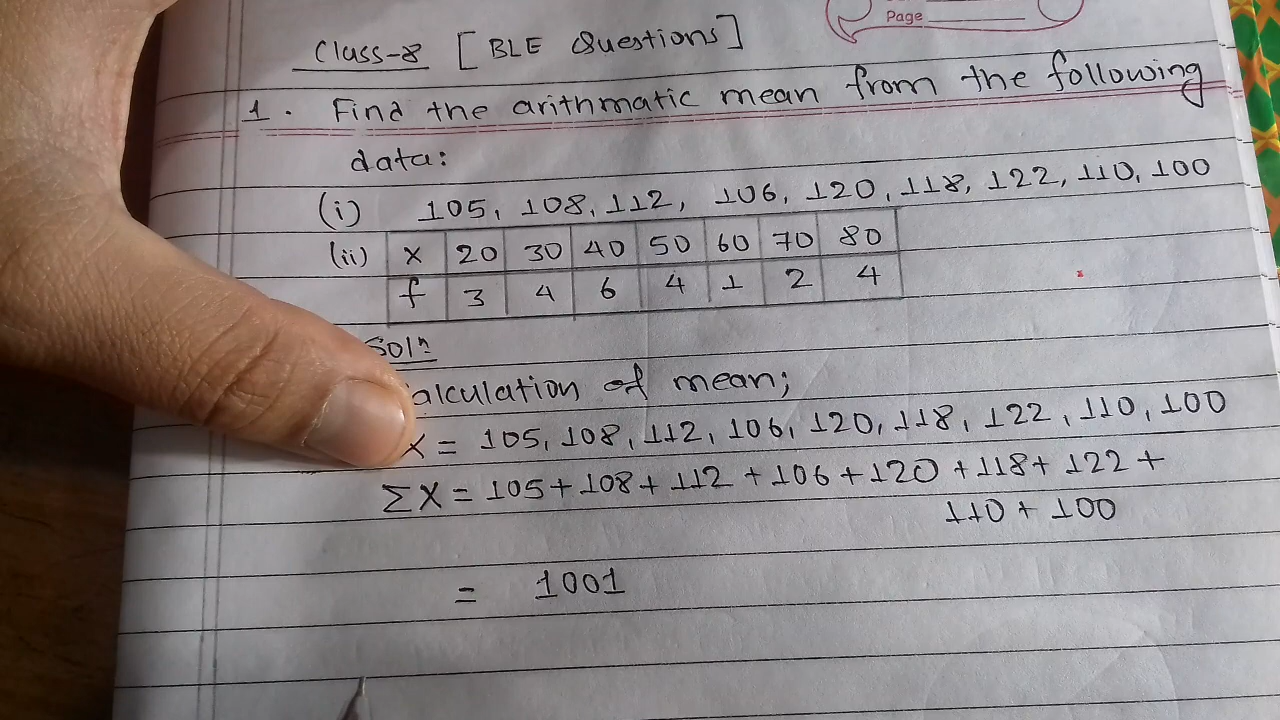 Page
Class-8 [BLE Questions]
1. Find the arithmatic mean from the following
data:
(i) 105, 108, 112, 106, 120, 118, 122, 110, 100
(ii) X 20 30 40 50 60 70 80
f 3 4 6 4 1 2 4
Solⁿ
alculation of mean;
X = 105, 108, 112, 106, 120, 118, 122, 110, 100
ΣX = 105 + 108 + 112 + 106 + 120 + 118 + 122 +
110 + 100
= 1001